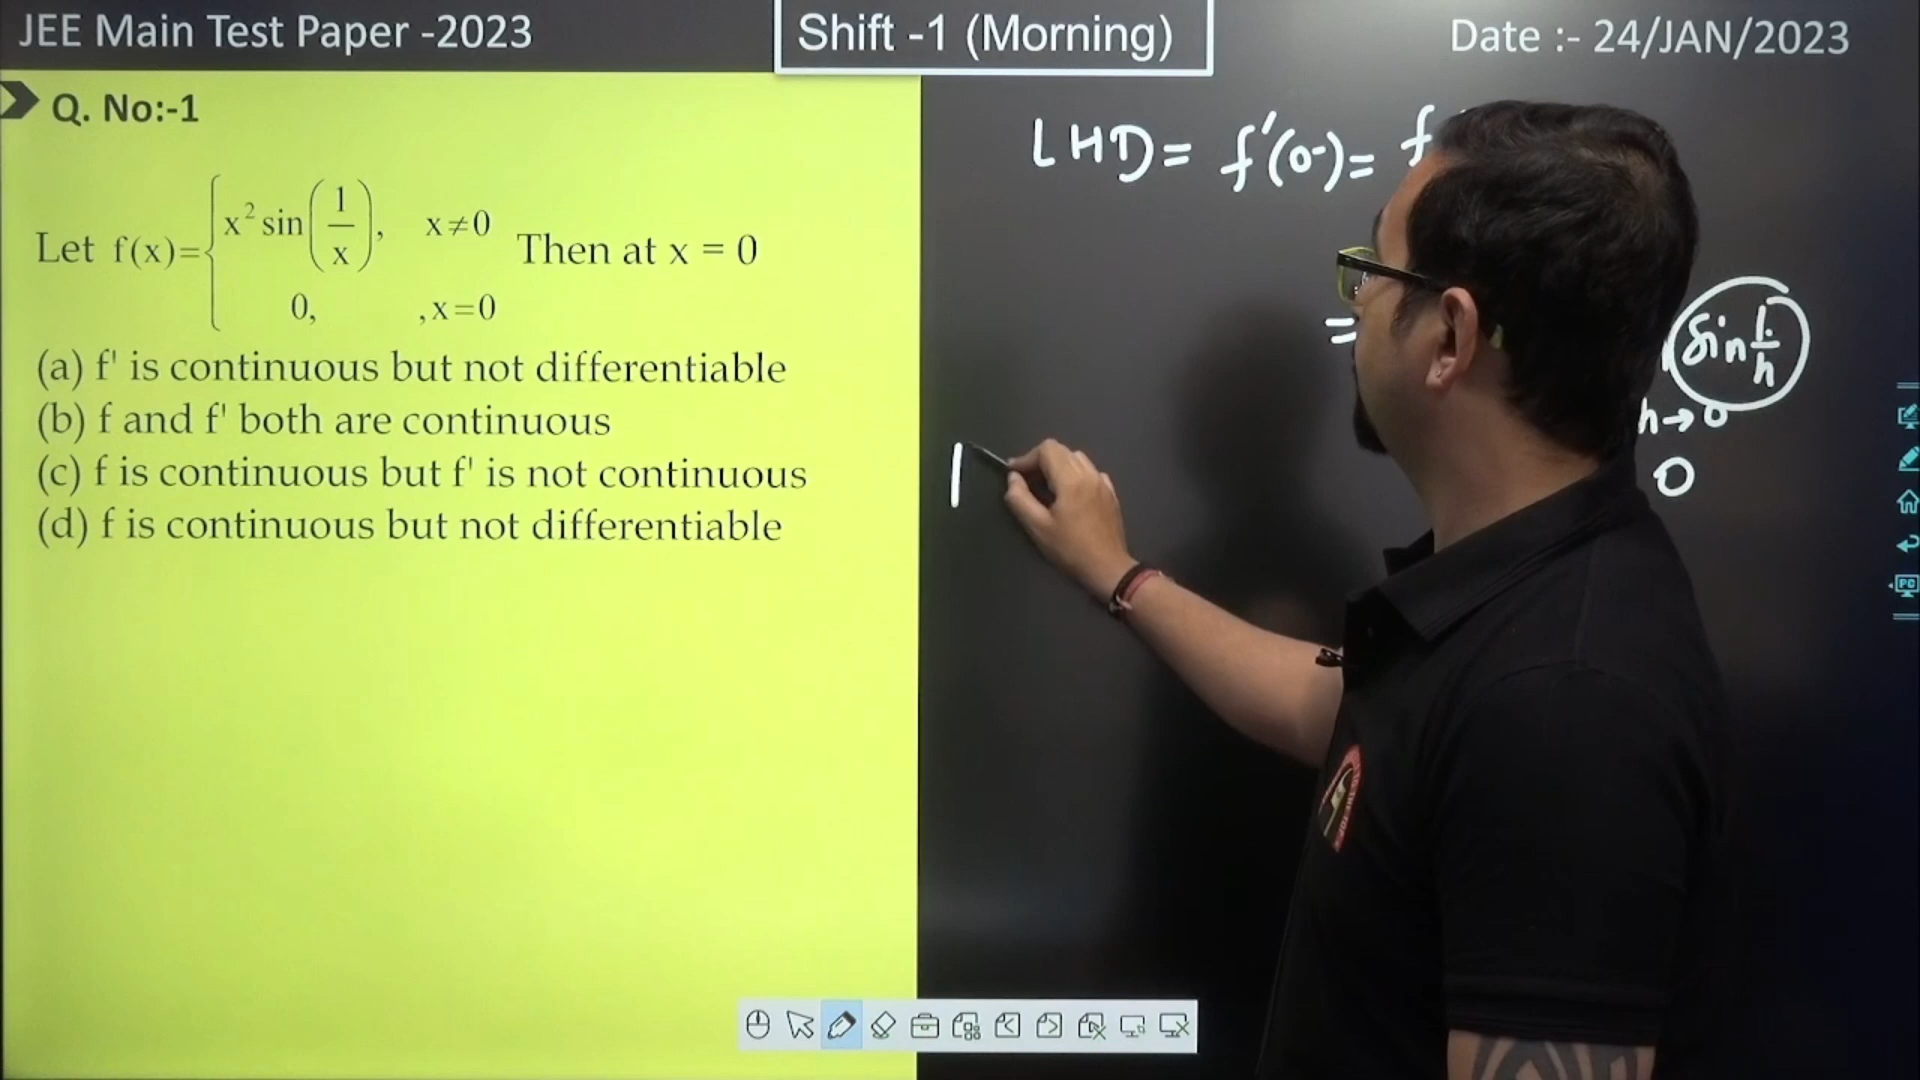 JEE Main Test Paper -2023
Shift -1 (Morning)
Date :- 24/JAN/2023
Q. No:-1
Let f(x)={ x² sin(1/x), x≠0
0, ,x=0
Then at x = 0
(a) f' is continuous but not differentiable
(b) f and f' both are continuous
(c) f is continuous but f' is not continuous
(d) f is continuous but not differentiable
LHD= f'(0-)= f
=
sin 1/h
h→0
0
PC